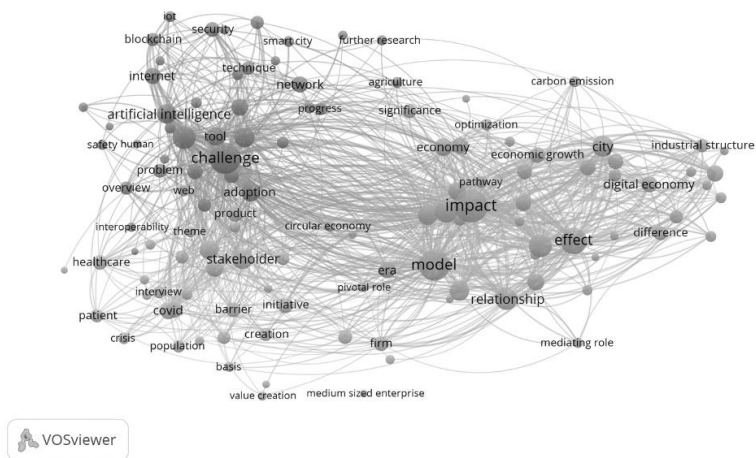 iot
blockchain
security
smart city
further research
internet
technique
network
agriculture
carbon emission
artificial intelligence
progress
significance
optimization
tool
safety
human
challenge
economy
economic growth
city
industrial structure
problem
overview
web
adoption
pathway
digital economy
product
impact
interoperability
theme
circular economy
effect
difference
healthcare
stakeholder
era
model
pivotal role
interview
covid
barrier
initiative
relationship
patient
crisis
population
creation
firm
mediating role
basis
value creation
medium sized enterprise
VOSviewer